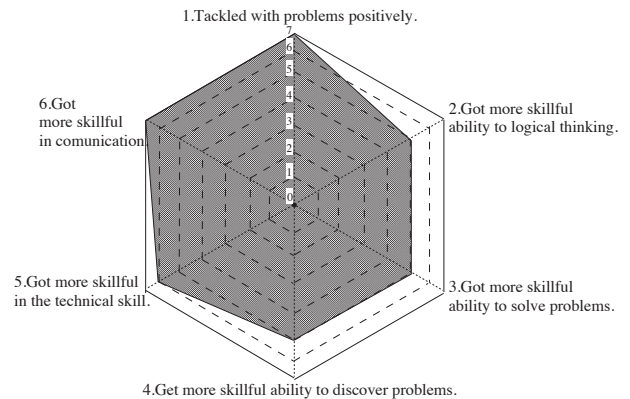 1.Tackled with problems positively.
7
6
5
4
3
2
1
0
2.Got more skillful
ability to logical thinking.
3.Got more skillful
ability to solve problems.
4.Get more skillful ability to discover problems.
5.Got more skillful
in the technical skill.
6.Got
more skillful
in comunication